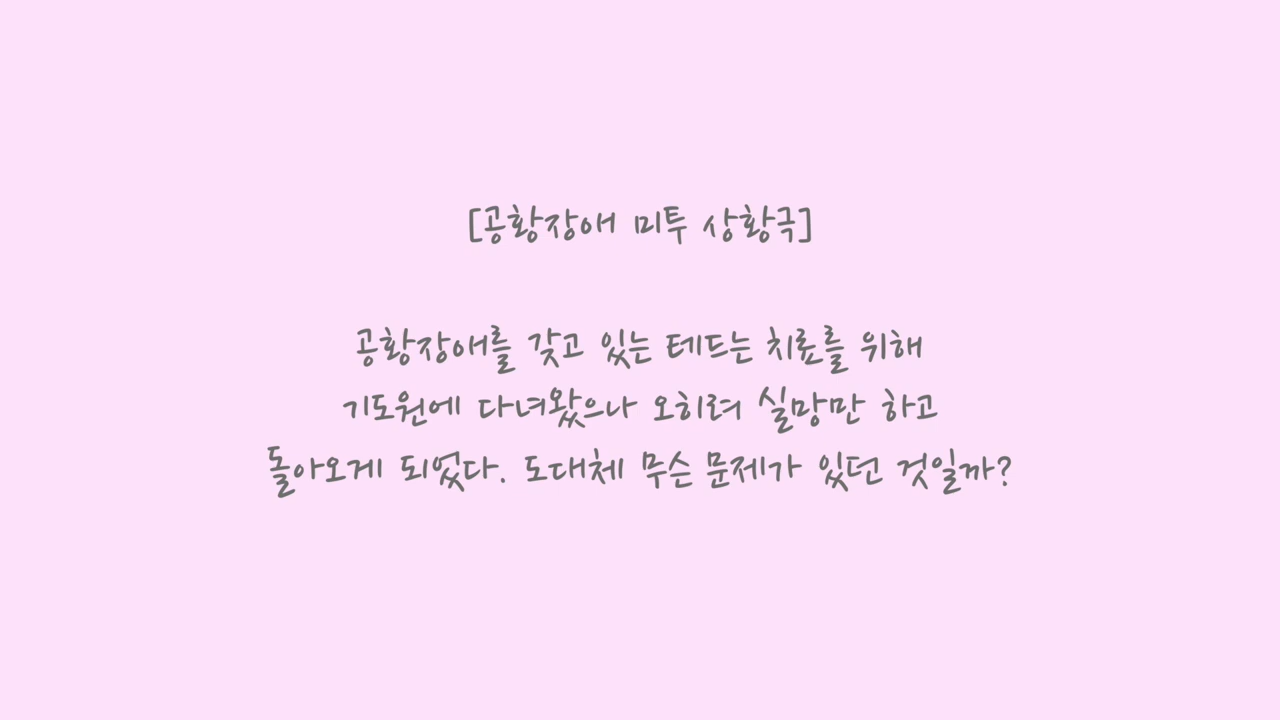 [공황장애 미투 상황극]
공황장애를 갖고 있는 테드는 치료를 위해
기도원에 다녀왔으나 오히려 실망만 하고
돌아오게 되었다. 도대체 무슨 문제가 있던 것일까?